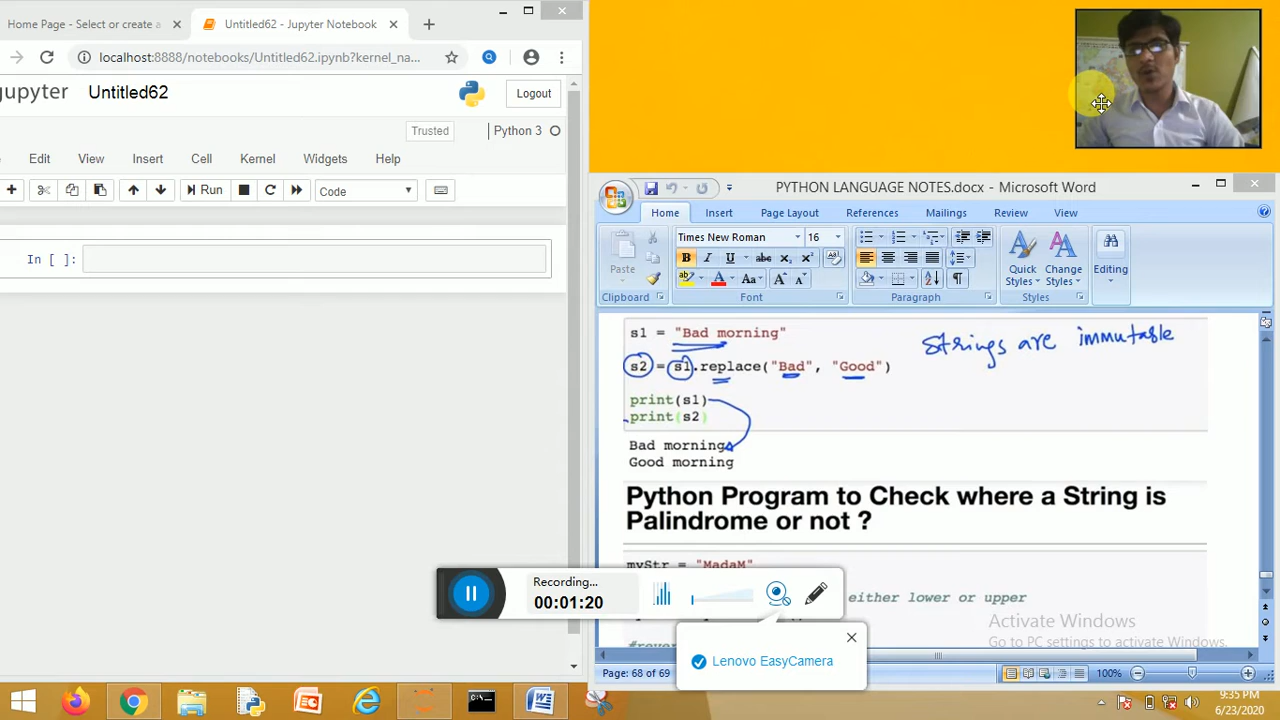 Home Page - Select or create a
Untitled62 - Jupyter Notebook
localhost:8888/notebooks/Untitled62.ipynb?kernel_na...
jupyter Untitled62
Logout
Trusted
Python 3
Edit View Insert Cell Kernel Widgets Help
Run
Code
In [ ]:
PYTHON LANGUAGE NOTES.docx - Microsoft Word
Home Insert Page Layout References Mailings Review View
Times New Roman 16
Paste
Quick Styles
Change Styles
Editing
Clipboard Font Paragraph Styles
s1 = "Bad morning"
Strings are immutable
s2 = s1.replace("Bad", "Good")
print(s1)
print(s2)
Bad morning
Good morning
Python Program to Check where a String is
Palindrome or not ?
myStr = "MadaM"
either lower or upper
Recording...
00:01:20
Lenovo EasyCamera
Activate Windows
Go to PC settings to activate Windows.
Page: 68 of 69
100%
9:35 PM
6/23/2020